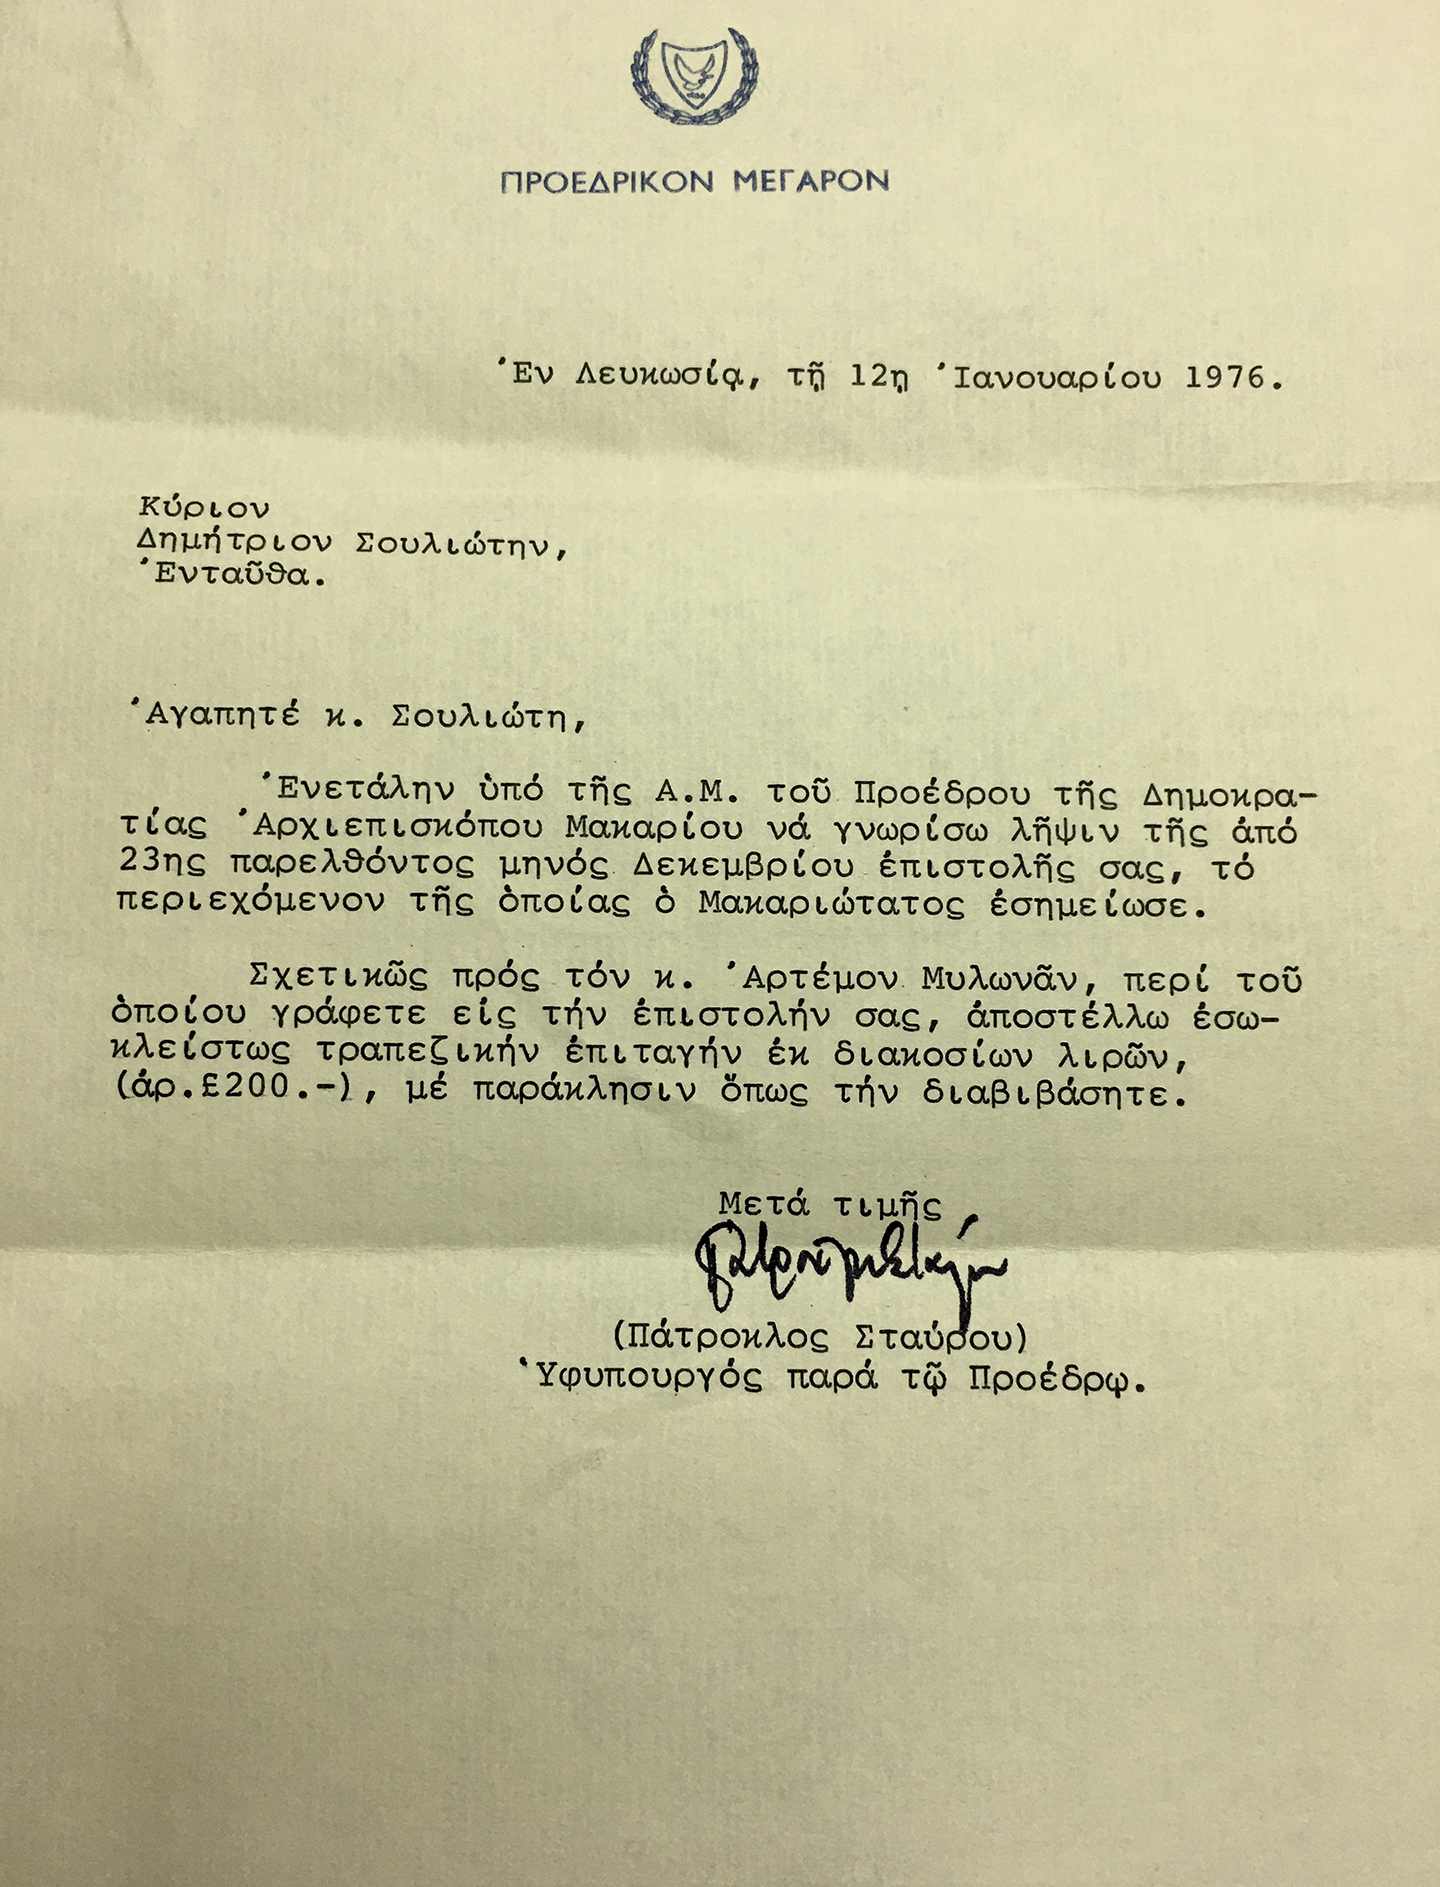 ΠΡΟΕΔΡΙΚΟΝ ΜΕΓΑΡΟΝ
Ἐν Λευκωσίᾳ, τῇ 12ῃ Ἰανουαρίου 1976.
Κύριον
Δημήτριον Σουλιώτην,
Ἐνταῦθα.
Ἀγαπητέ κ. Σουλιώτη,
Ἐνετάλην ὑπό τῆς Α.Μ. τοῦ Προέδρου τῆς Δημοκρα-
τίας Ἀρχιεπισκόπου Μακαρίου νά γνωρίσω λῆψιν τῆς ἀπό
23ης παρελθόντος μηνός Δεκεμβρίου ἐπιστολῆς σας, τό
περιεχόμενον τῆς ὁποίας ὁ Μακαριώτατος ἐσημείωσε.
Σχετικῶς πρός τόν κ. Ἀρτέμον Μυλωνᾶν, περί τοῦ
ὁποίου γράφετε εἰς τήν ἐπιστολήν σας, ἀποστέλλω ἐσω-
κλείστως τραπεζικήν ἐπιταγήν ἐκ διακοσίων λιρῶν,
(ἀρ.£200.-), μέ παράκλησιν ὅπως τήν διαβιβάσητε.
Μετά τιμῆς,
(Πάτροκλος Σταύρου)
Ὑφυπουργός παρά τῷ Προέδρῳ.